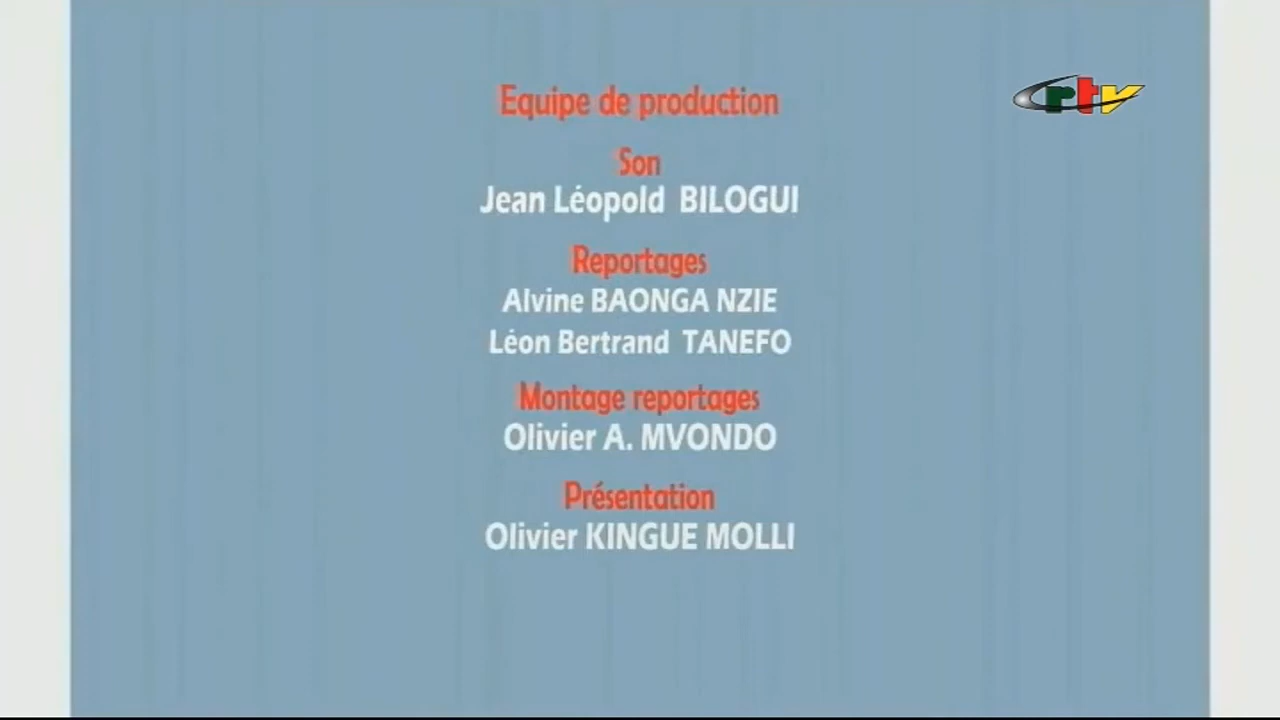 Equipe de production
rtv
Son
Jean Léopold BILOGUI
Reportages
Alvine BAONGA NZIE
Léon Bertrand TANEFO
Montage reportages
Olivier A. MVONDO
Présentation
Olivier KINGUE MOLLI